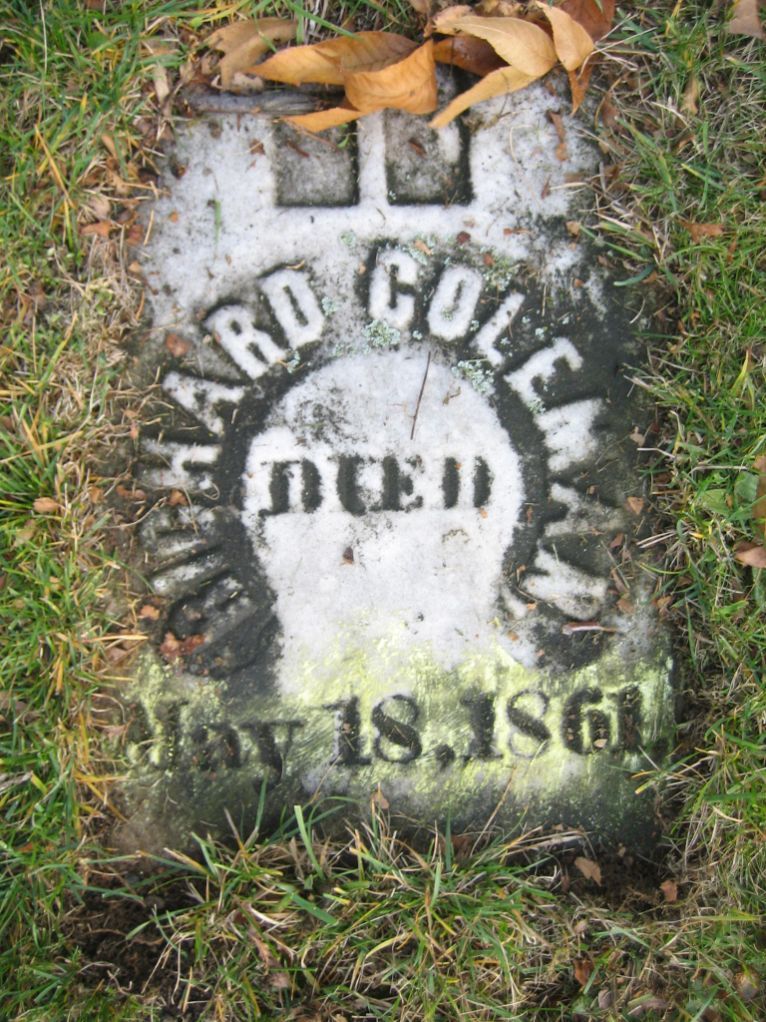 RICHARD COLEMAN
DIED
May 18, 1861.